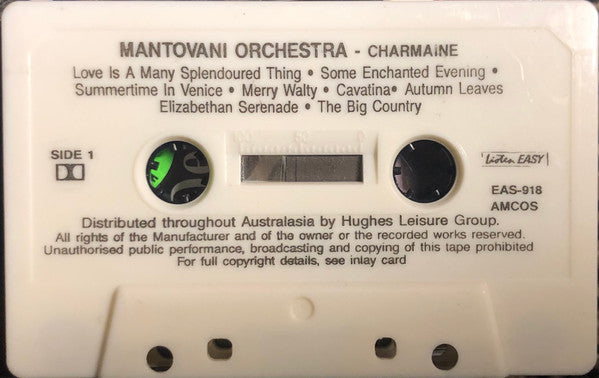 MANTOVANI ORCHESTRA - CHARMAINE
Love Is A Many Splendoured Thing • Some Enchanted Evening •
Summertime In Venice • Merry Walty • Cavatina • Autumn Leaves
Elizabethan Serenade • The Big Country
SIDE 1
100 50 0
Listen EASY
EAS-918
AMCOS
Distributed throughout Australasia by Hughes Leisure Group.
All rights of the Manufacturer and of the owner or the recorded works reserved.
Unauthorised public performance, broadcasting and copying of this tape prohibited
For full copyright details, see inlay card